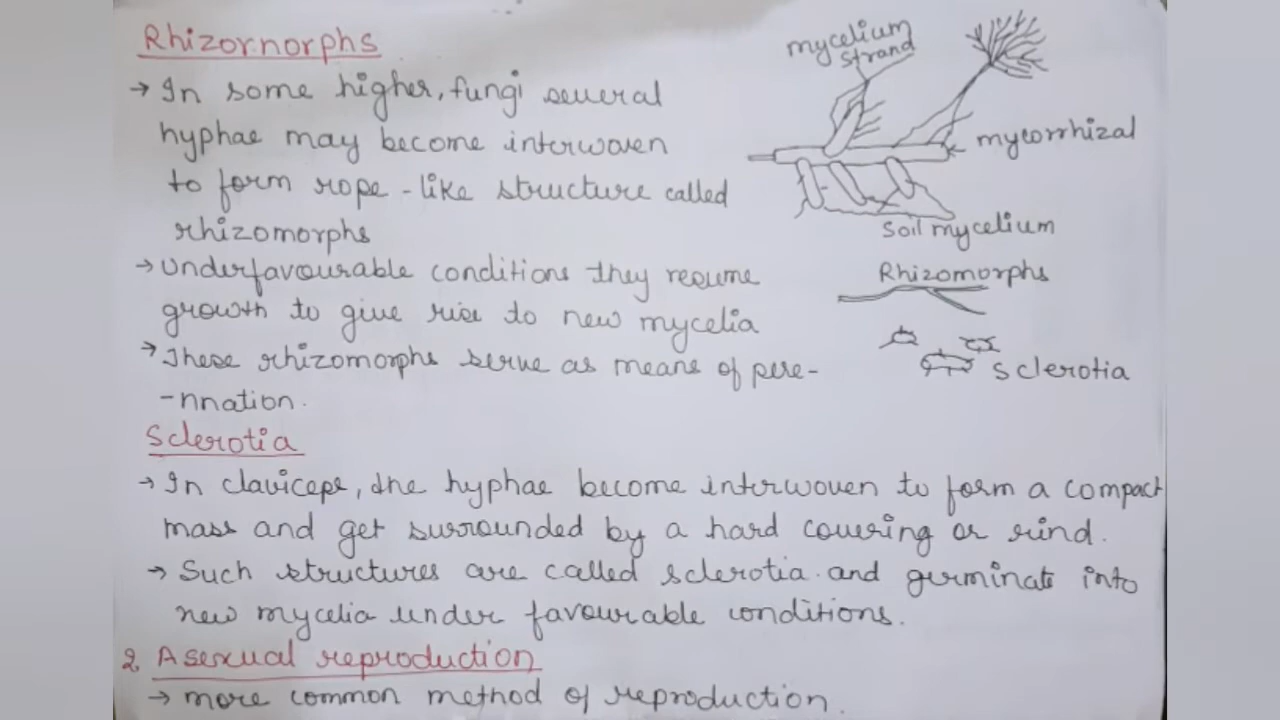 Rhizornorphs
→ In some higher, fungi several
hyphae may become interwoven
to form rope-like structure called
rhizomorphs
→ Underfavourable conditions they resume
growth to give rise to new mycelia
→ These rhizomorphs serve as means of pere-
-nnation.
mycelium
strand
mycorrhizal
Soil mycelium
Rhizomorphs
Sclerotia
Sclerotia
→ In claviceps, the hyphae become interwoven to form a compact
mass and get surrounded by a hard covering or rind.
→ Such structures are called sclerotia. and germinate into
new mycelia under favourable conditions.
2. Asexual reproduction
→ more common method of reproduction.